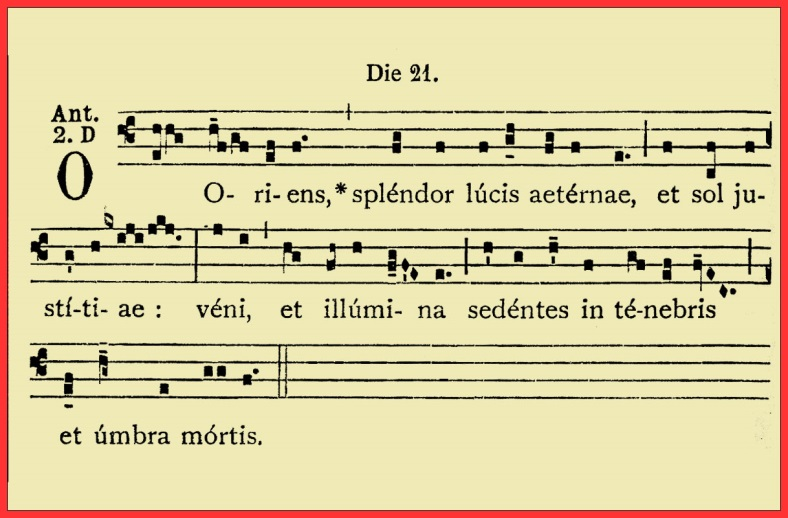 Die 21.
Ant.
2. D
O O- ri- ens,* spléndor lúcis aetérnae, et sol ju-
stí-ti- ae : véni, et illúmi- na sedéntes in té-nebris
et úmbra mórtis.